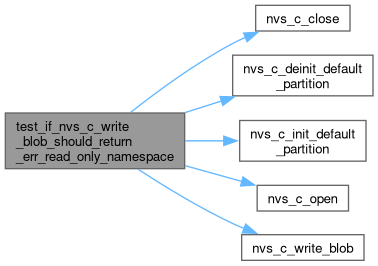 nvs_c_close
nvs_c_deinit_default
_partition
test_if_nvs_c_write
_blob_should_return
_err_read_only_namespace
nvs_c_init_default
_partition
nvs_c_open
nvs_c_write_blob